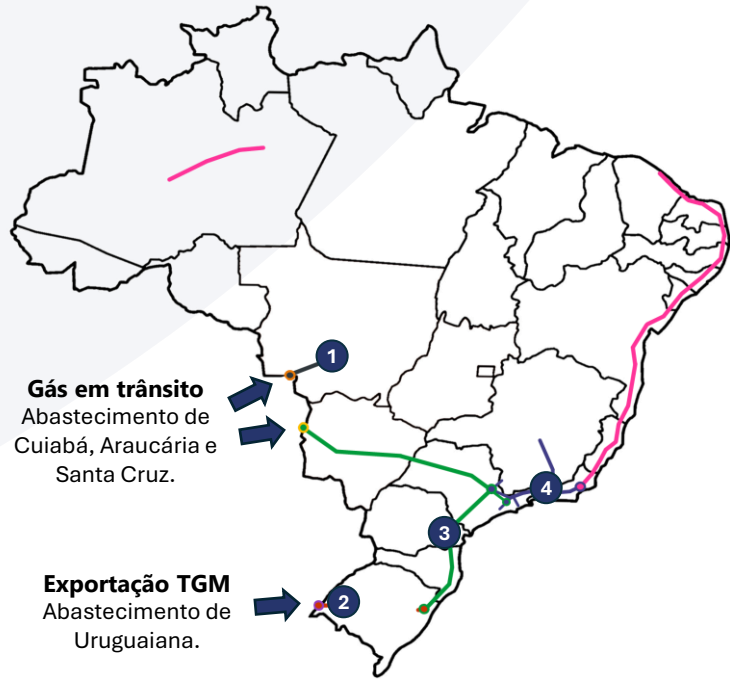 1
Gás em trânsito
Abastecimento de
Cuiabá, Araucária e
Santa Cruz.
4
3
Exportação TGM
Abastecimento de
Uruguaiana.
2